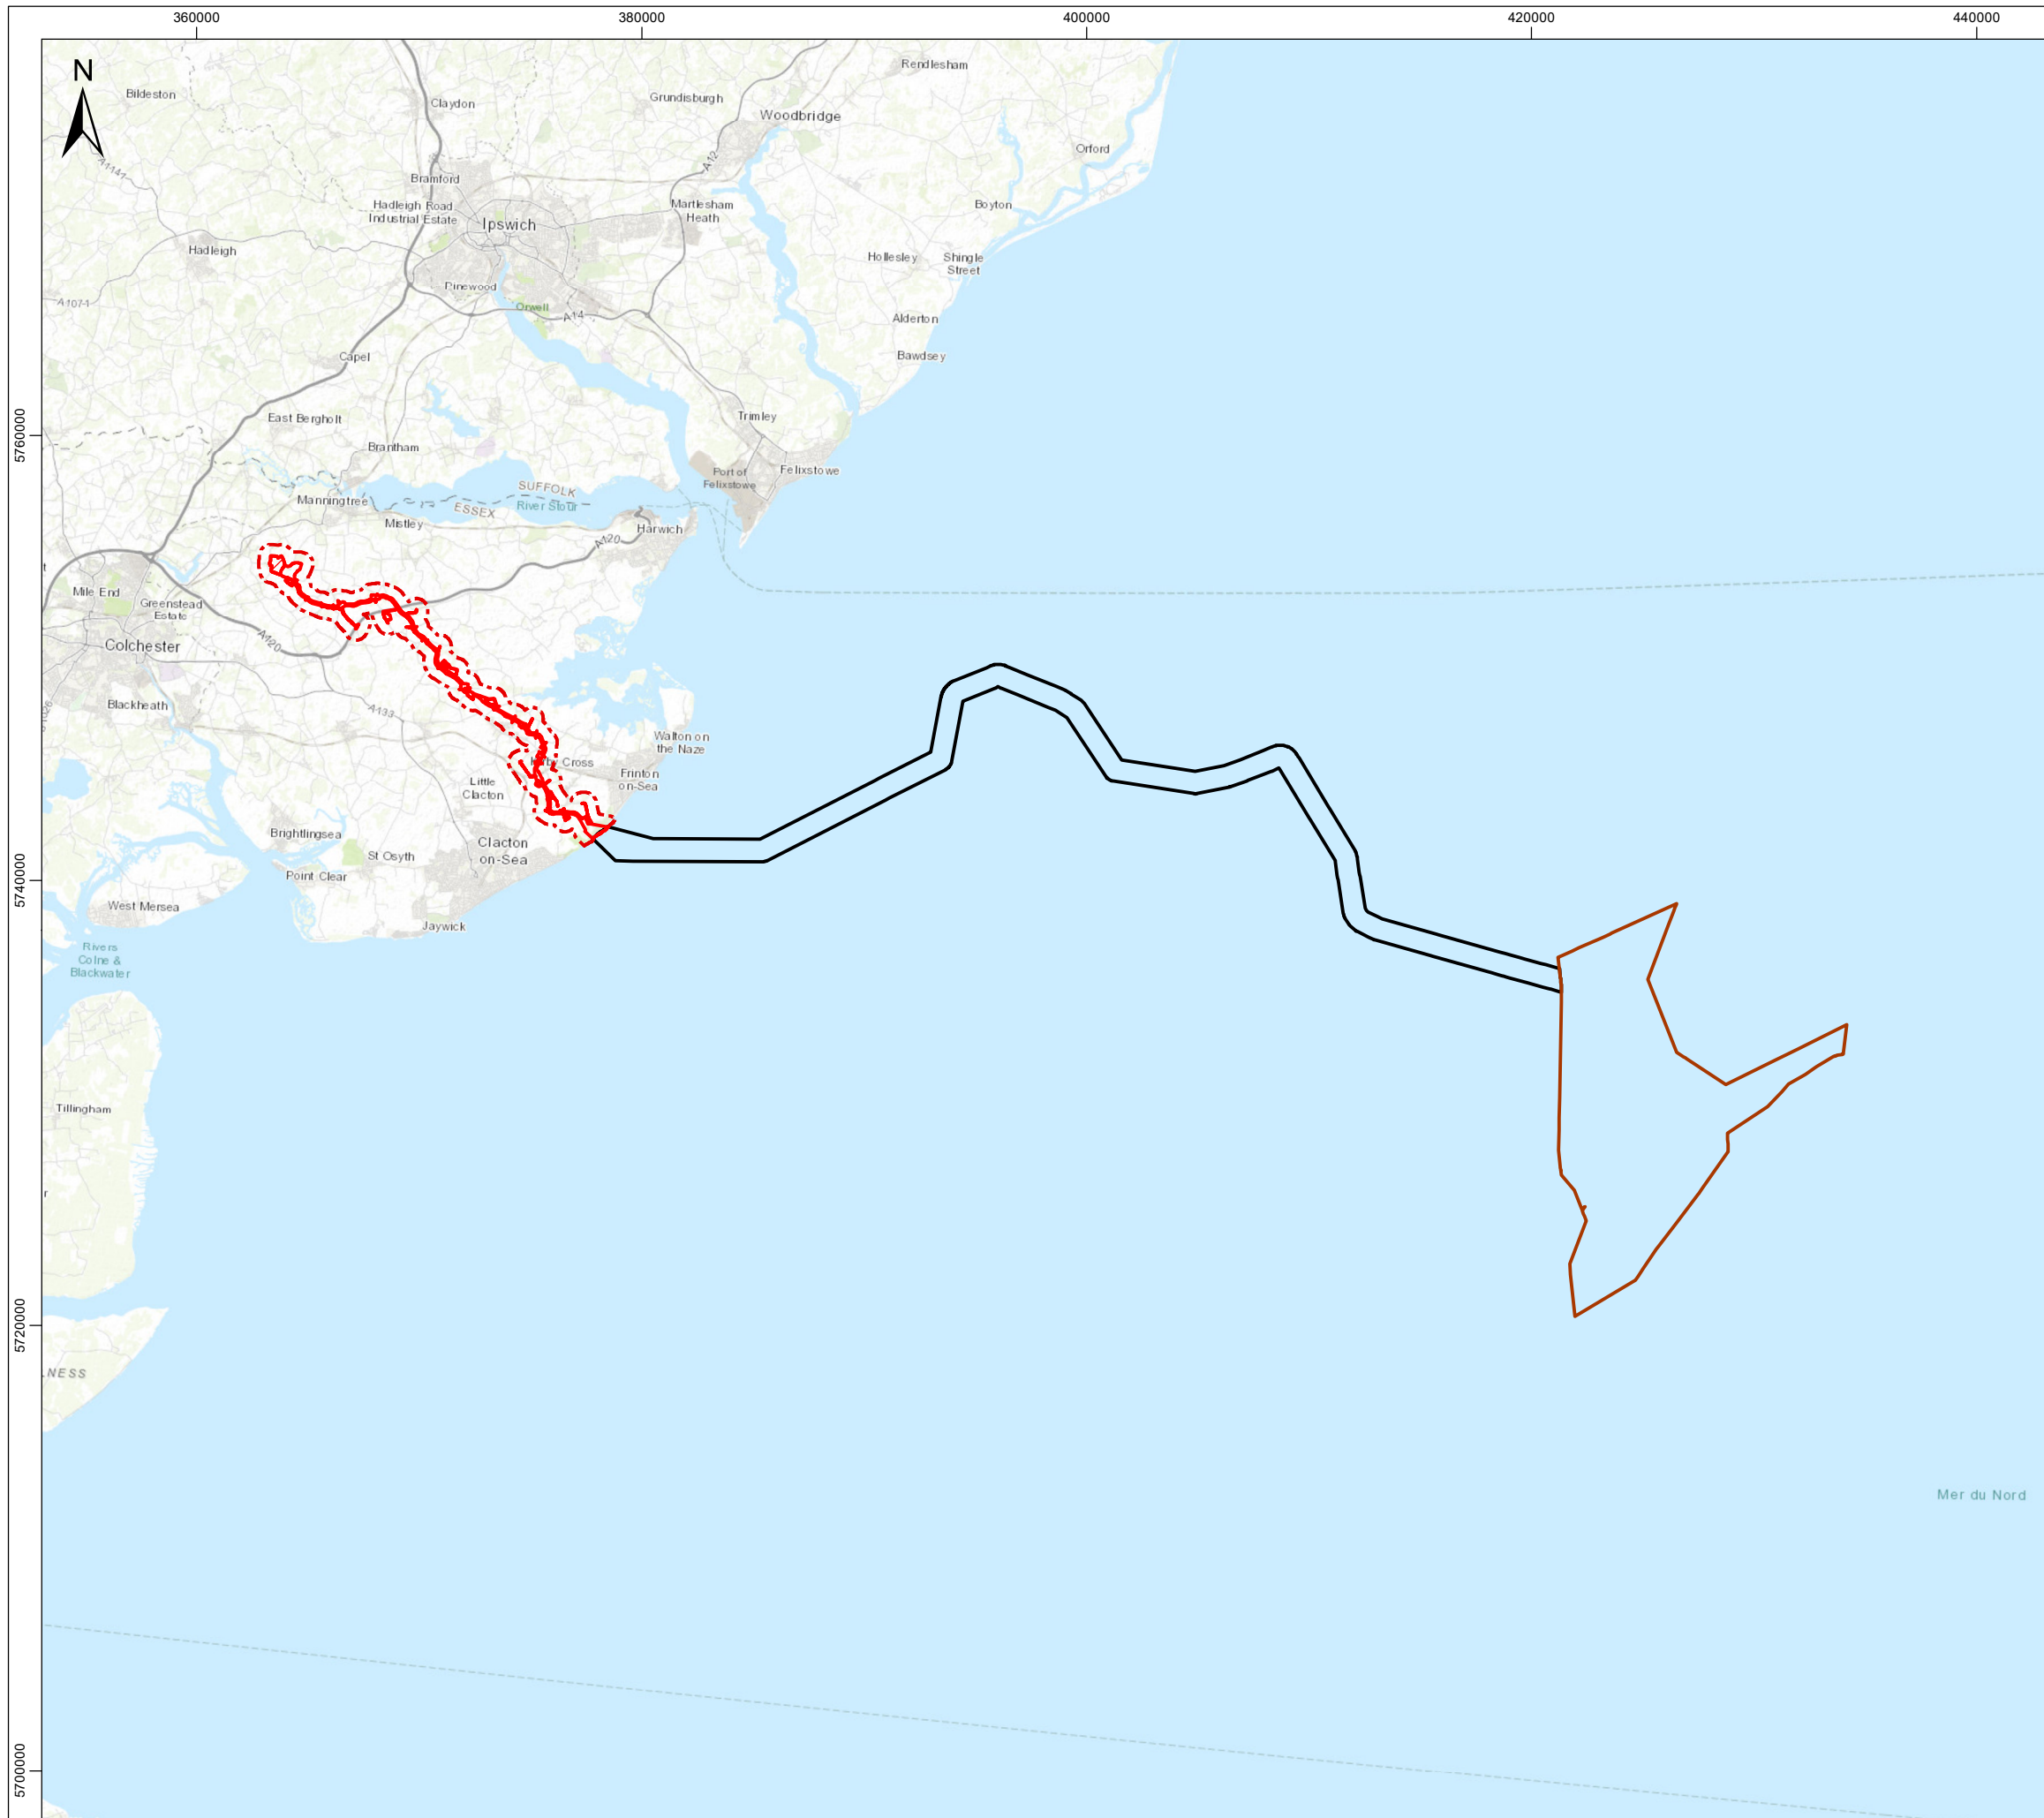 360000
380000
400000
420000
440000
N
Rendlesham
Bildeston
Claydon
Grundisburgh
Woodbridge
A12
Orford
A1141
Bramford
Hadleigh Road
Industrial Estate
Martlesham
Heath
Boyton
Ipswich
Hadleigh
Hollesley
Shingle
Street
Pinewood
A1071
Orwell
A14
Alderton
Capel
Bawdsey
5760000
East Bergholt
Trimley
Brantham
Port of
Felixstowe
Felixstowe
SUFFOLK
Manningtree
ESSEX
River Stour
Mistley
Harwich
A120
Mile End
Greenstead
Estate
Colchester
A120
Blackheath
A133
Walton on
the Naze
Kirby Cross
Frinton
on-Sea
Little
Clacton
Brightlingsea
Clacton
on-Sea
St Osyth
Point Clear
5740000
West Mersea
Jaywick
Rivers
Colne &
Blackwater
Tillingham
5720000
LNESS
Mer du Nord
5700000